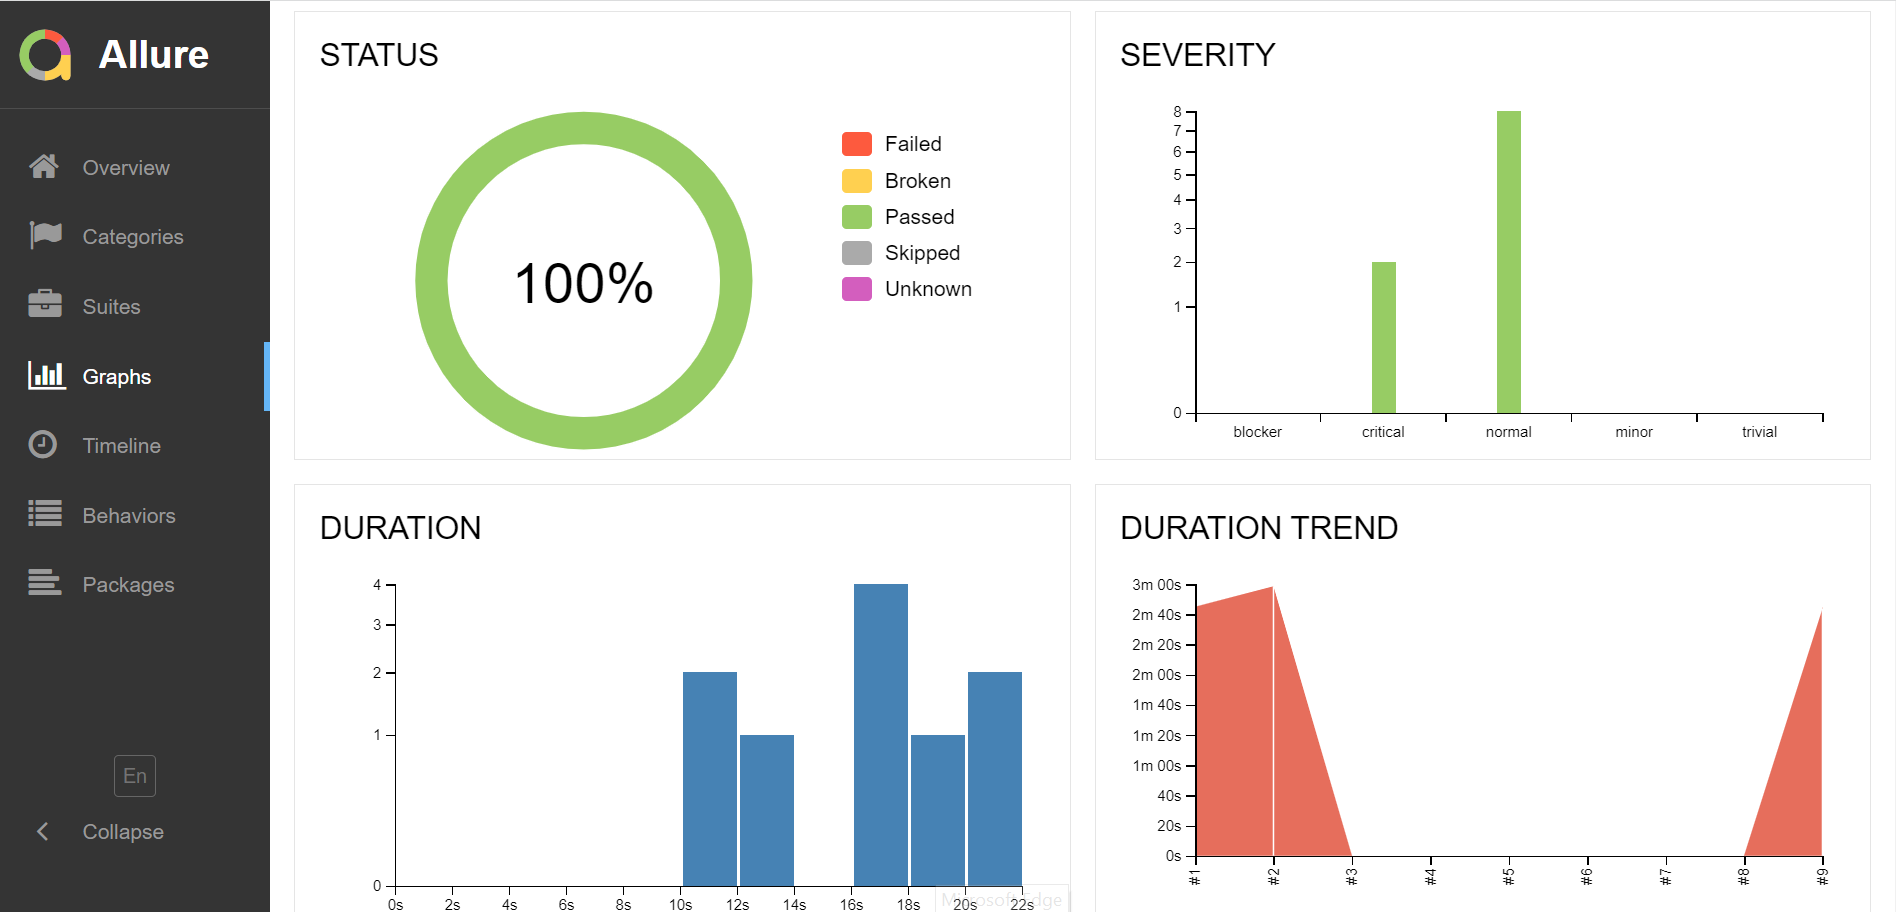 Allure
Overview
Categories
Suites
Graphs
Timeline
Behaviors
Packages
En
Collapse
STATUS
100%
Failed
Broken
Passed
Skipped
Unknown
SEVERITY
8
7
6
5
4
3
2
1
0
blocker critical normal minor trivial
DURATION
4
3
2
1
0
0s 2s 4s 6s 8s 10s 12s 14s 16s 18s 20s 22s
Microsoft Edge
DURATION TREND
3m 00s
2m 40s
2m 20s
2m 00s
1m 40s
1m 20s
1m 00s
40s
20s
0s
#1 #2 #3 #4 #5 #6 #7 #8 #9